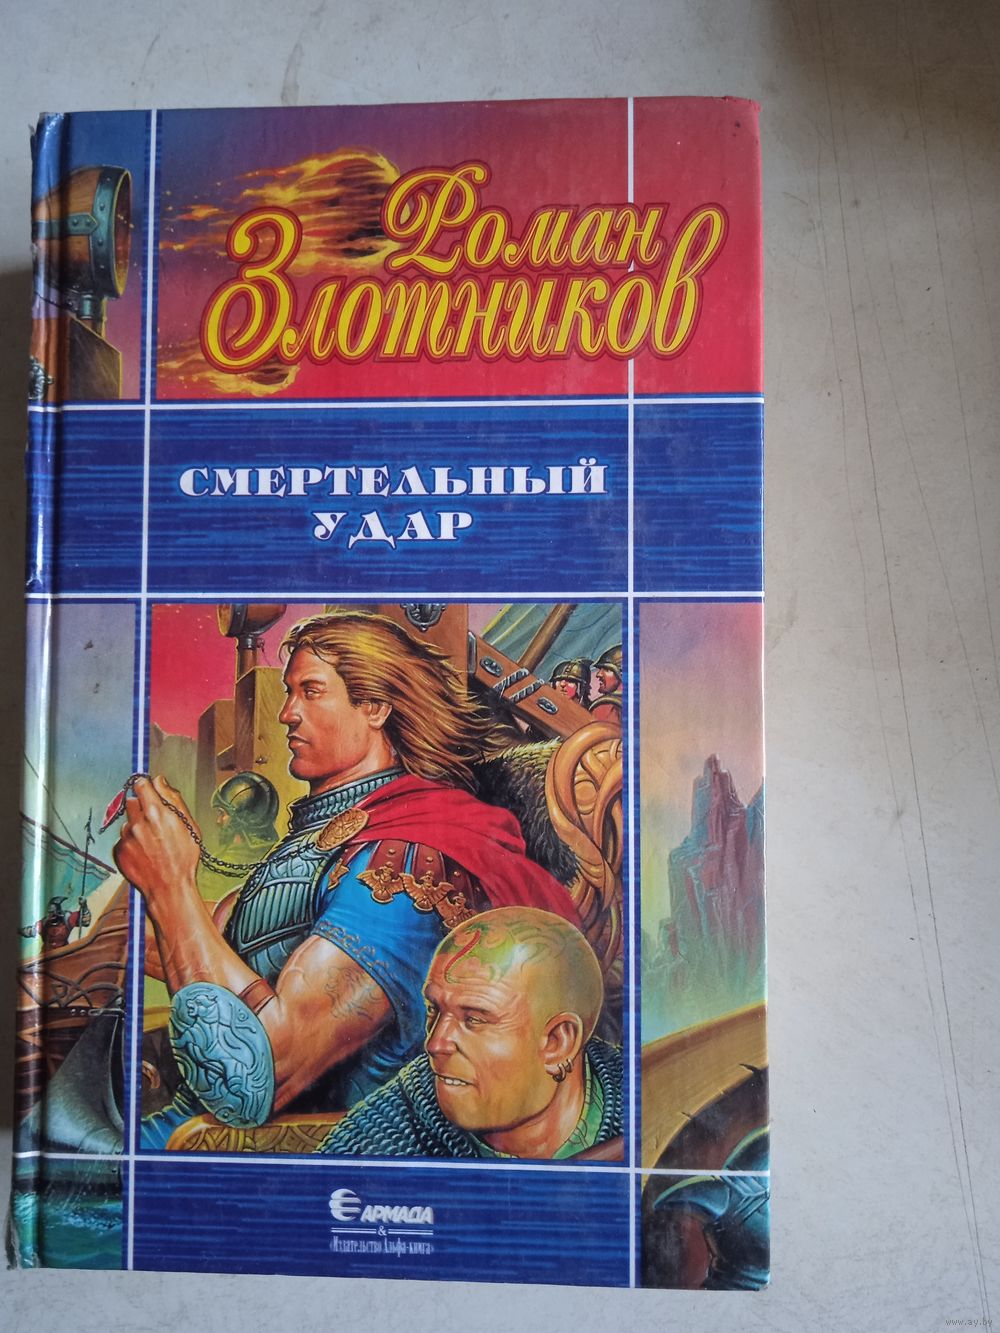 Роман
Злотников
СМЕРТЕЛЬНЫЙ
УДАР
АРМАДА
&
«Издательство Альфа-книга»
www.ay.by